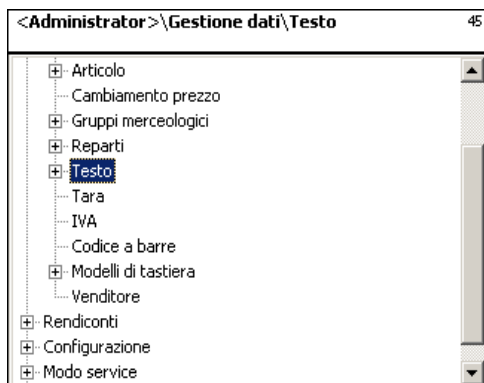 <Administrator>\Gestione dati\Testo 45
Articolo
Cambiamento prezzo
Gruppi merceologici
Reparti
Testo
Tara
IVA
Codice a barre
Modelli di tastiera
Venditore
Rendiconti
Configurazione
Modo service